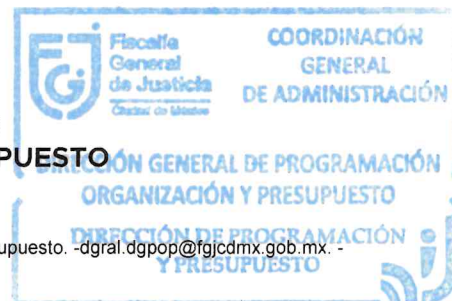 Fiscalía
General
de Justicia
Ciudad de México
COORDINACIÓN
GENERAL
DE ADMINISTRACIÓN
PUESTO
DIRECCIÓN GENERAL DE PROGRAMACIÓN
ORGANIZACIÓN Y PRESUPUESTO
DIRECCIÓN DE PROGRAMACIÓN
upuesto. -dgral.dgpop@fgjcdmx.gob.mx. -
Y PRESUPUESTO